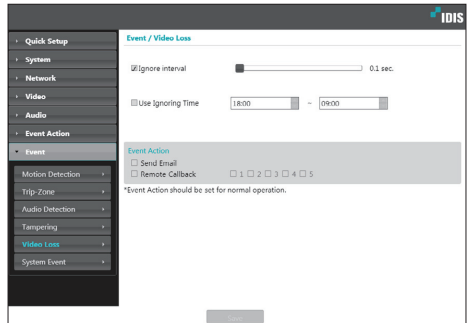 IDIS
Quick Setup
System
Network
Video
Audio
Event Action
Event
Motion Detection
Trip-Zone
Audio Detection
Tampering
Video Loss
System Event
Event / Video Loss
Ignore interval 0.1 sec.
Use Ignoring Time 18:00 ~ 09:00
Event Action
Send Email
Remote Callback 1 2 3 4 5
*Event Action should be set for normal operation.
Save